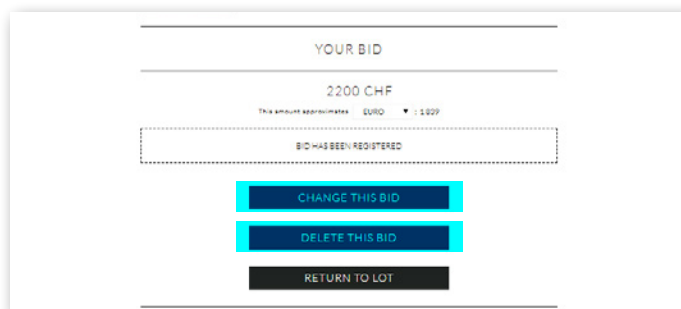 YOUR BID
2200 CHF
This amount approximates EURO ▼ : 1839
BID HAS BEEN REGISTERED
CHANGE THIS BID
DELETE THIS BID
RETURN TO LOT